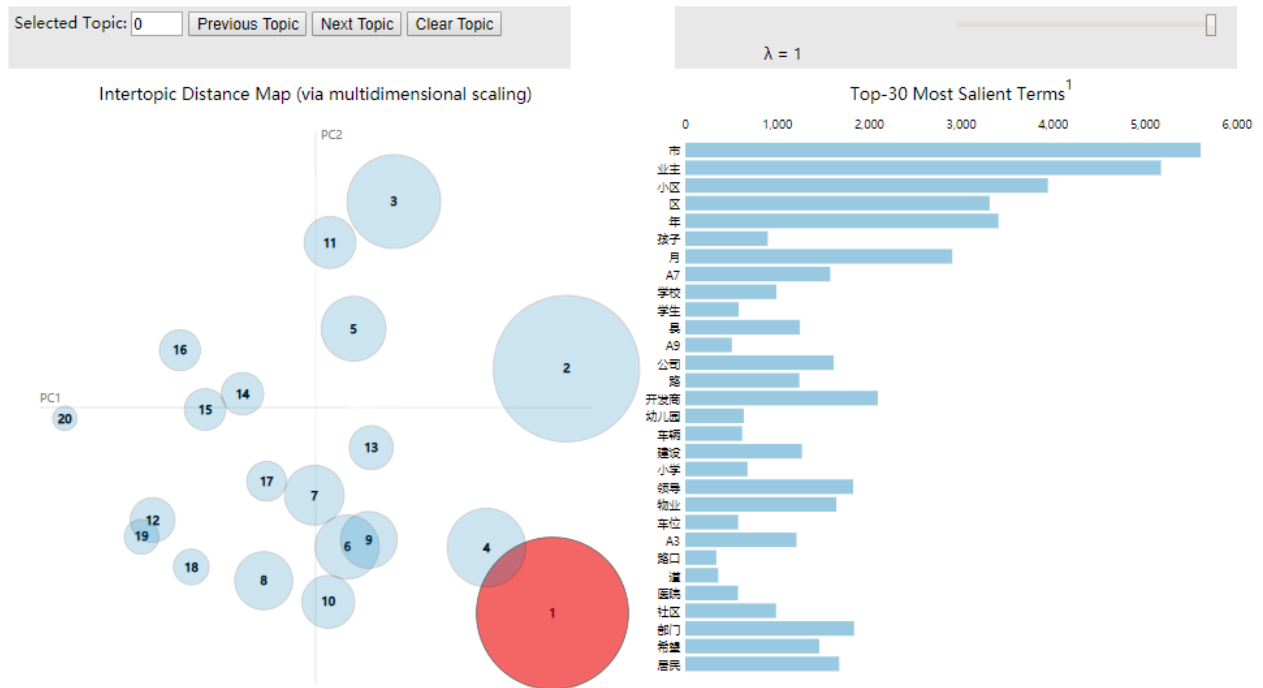 Selected Topic: 0 Previous Topic Next Topic Clear Topic
λ = 1
Intertopic Distance Map (via multidimensional scaling)
PC2
3
11
5
2
16
14
PC1
15
20
13
17
7
12
19
6
9
4
18
8
10
1
Top-30 Most Salient Terms1
0 1,000 2,000 3,000 4,000 5,000 6,000
市
业主
小区
区
年
孩子
月
A7
学校
学生
县
A9
公司
路
开发商
幼儿园
车辆
建设
小学
领导
物业
车位
A3
路口
道
医院
社区
部门
希望
居民